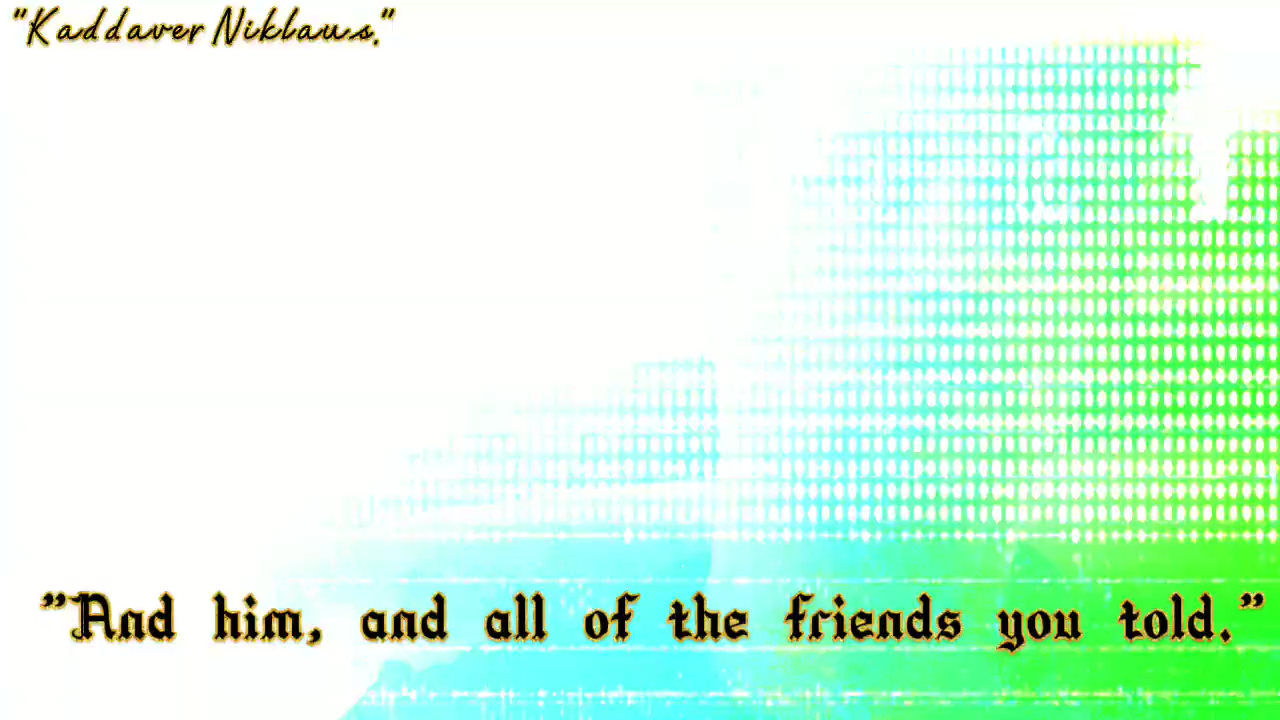 "Kaddaver Niklaus."
"And him, and all of the friends you told."